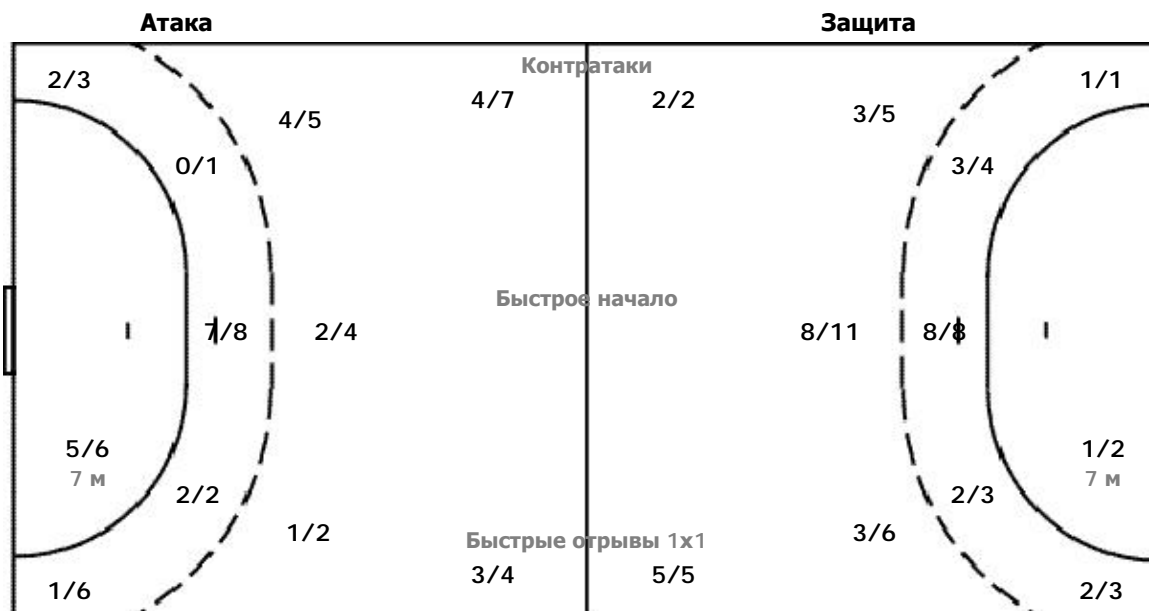 Атака Защита
Контратаки
2/3 4/7 2/2 1/1
4/5 3/5
0/1 3/4
Быстрое начало
7/8 2/4 8/11 8/8
5/6 1/2
7 м 7 м
2/2 2/3
1/2 3/6
Быстрые отрывы 1x1
3/4 5/5
1/6 2/3